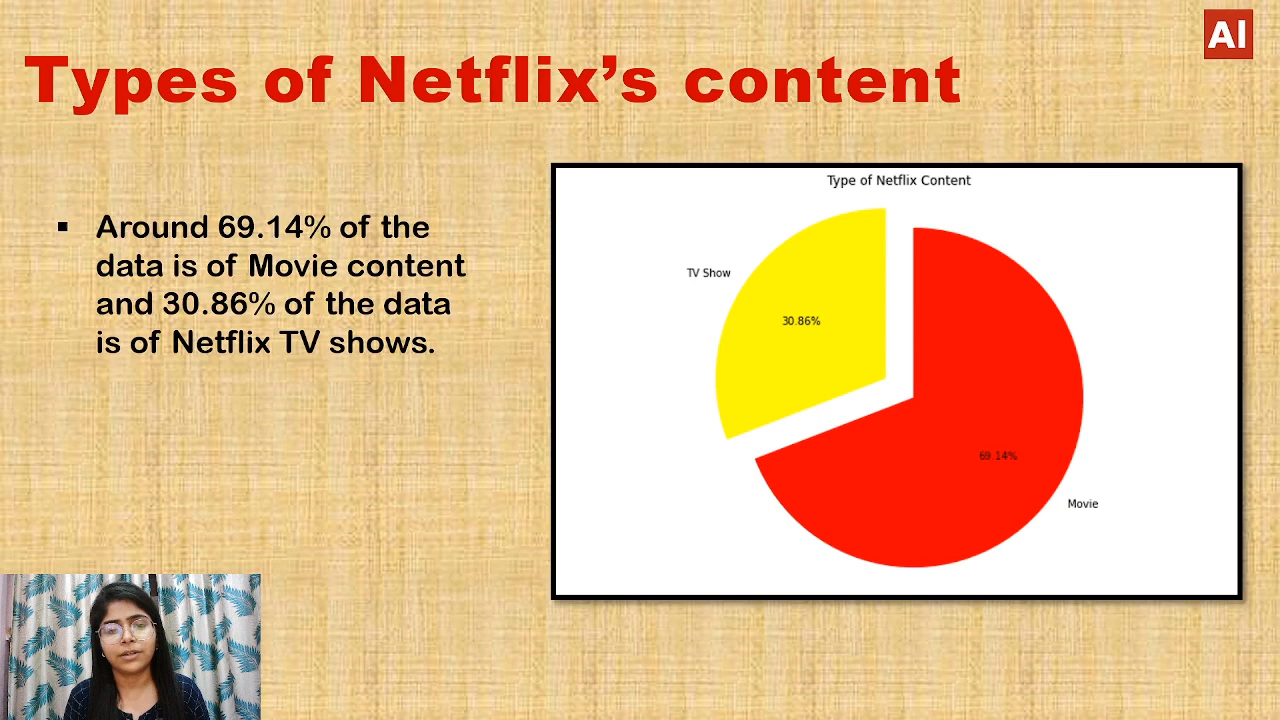 AI
Types of Netflix’s content
▪ Around 69.14% of the
data is of Movie content
and 30.86% of the data
is of Netflix TV shows.
Type of Netflix Content
TV Show
30.86%
69.14%
Movie